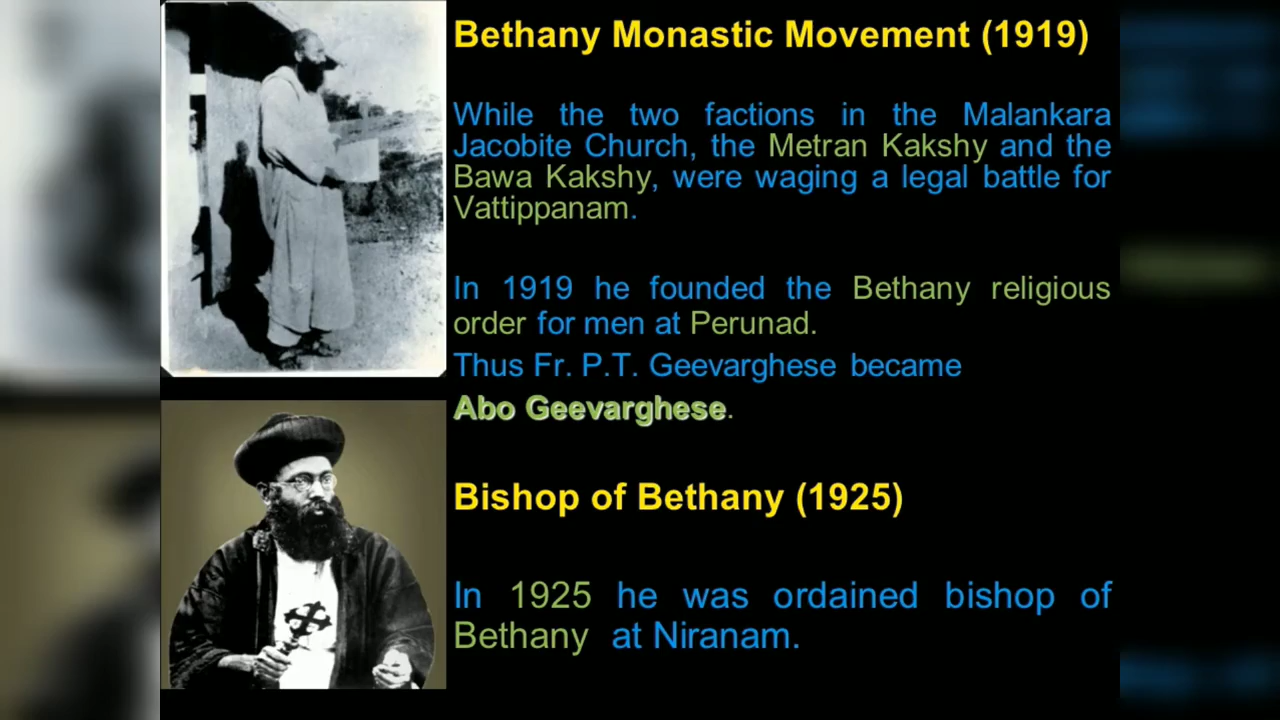 Bethany Monastic Movement (1919)
While the two factions in the Malankara
Jacobite Church, the Metran Kakshy and the
Bawa Kakshy, were waging a legal battle for
Vattippanam.
In 1919 he founded the Bethany religious
order for men at Perunad.
Thus Fr. P.T. Geevarghese became
Abo Geevarghese.
Bishop of Bethany (1925)
In 1925 he was ordained bishop of
Bethany at Niranam.